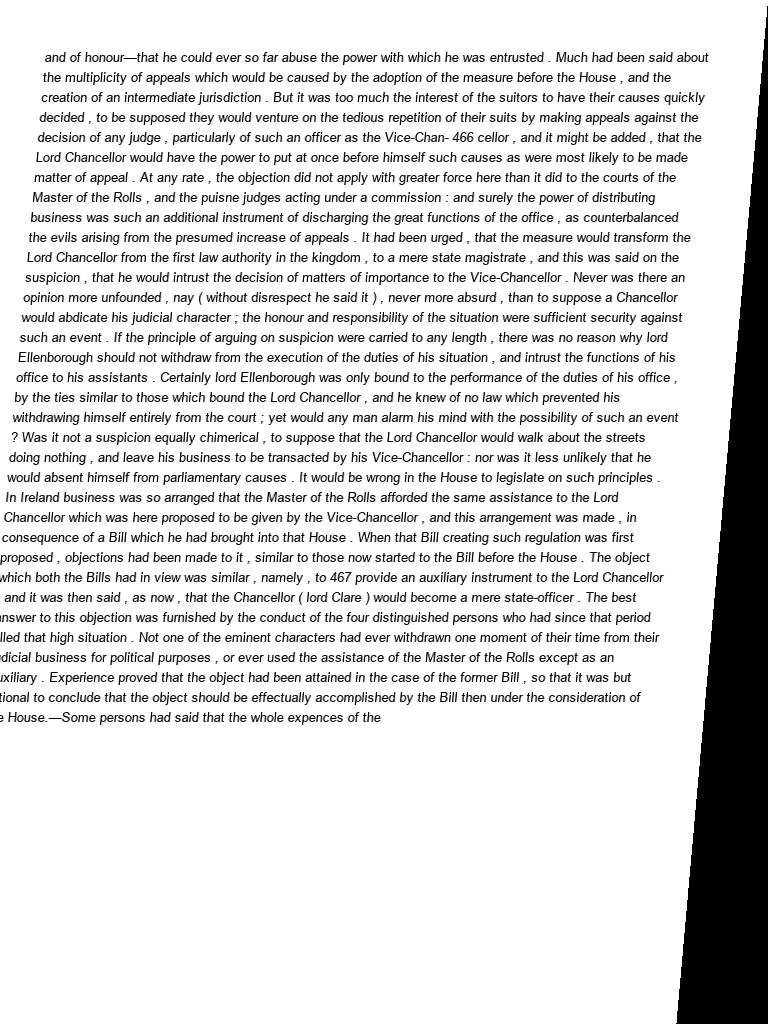 and of honour—that he could ever so far abuse the power with which he was entrusted . Much had been said about
the multiplicity of appeals which would be caused by the adoption of the measure before the House , and the
creation of an intermediate jurisdiction . But it was too much the interest of the suitors to have their causes quickly
decided , to be supposed they would venture on the tedious repetition of their suits by making appeals against the
decision of any judge , particularly of such an officer as the Vice-Chan- 466 cellor , and it might be added , that the
Lord Chancellor would have the power to put at once before himself such causes as were most likely to be made
matter of appeal . At any rate , the objection did not apply with greater force here than it did to the courts of the
Master of the Rolls , and the puisne judges acting under a commission : and surely the power of distributing
business was such an additional instrument of discharging the great functions of the office , as counterbalanced
the evils arising from the presumed increase of appeals . It had been urged , that the measure would transform the
Lord Chancellor from the first law authority in the kingdom , to a mere state magistrate , and this was said on the
suspicion , that he would intrust the decision of matters of importance to the Vice-Chancellor . Never was there an
opinion more unfounded , nay ( without disrespect he said it ) , never more absurd , than to suppose a Chancellor
would abdicate his judicial character ; the honour and responsibility of the situation were sufficient security against
such an event . If the principle of arguing on suspicion were carried to any length , there was no reason why lord
Ellenborough should not withdraw from the execution of the duties of his situation , and intrust the functions of his
office to his assistants . Certainly lord Ellenborough was only bound to the performance of the duties of his office ,
by the ties similar to those which bound the Lord Chancellor , and he knew of no law which prevented his
withdrawing himself entirely from the court ; yet would any man alarm his mind with the possibility of such an event
? Was it not a suspicion equally chimerical , to suppose that the Lord Chancellor would walk about the streets
doing nothing , and leave his business to be transacted by his Vice-Chancellor : nor was it less unlikely that he
would absent himself from parliamentary causes . It would be wrong in the House to legislate on such principles .
In Ireland business was so arranged that the Master of the Rolls afforded the same assistance to the Lord
Chancellor which was here proposed to be given by the Vice-Chancellor , and this arrangement was made , in
consequence of a Bill which he had brought into that House . When that Bill creating such regulation was first
proposed , objections had been made to it , similar to those now started to the Bill before the House . The object
which both the Bills had in view was similar , namely , to 467 provide an auxiliary instrument to the Lord Chancellor
and it was then said , as now , that the Chancellor ( lord Clare ) would become a mere state-officer . The best
answer to this objection was furnished by the conduct of the four distinguished persons who had since that period
lled that high situation . Not one of the eminent characters had ever withdrawn one moment of their time from their
dicial business for political purposes , or ever used the assistance of the Master of the Rolls except as an
uxiliary . Experience proved that the object had been attained in the case of the former Bill , so that it was but
tional to conclude that the object should be effectually accomplished by the Bill then under the consideration of
e House.—Some persons had said that the whole expences of the